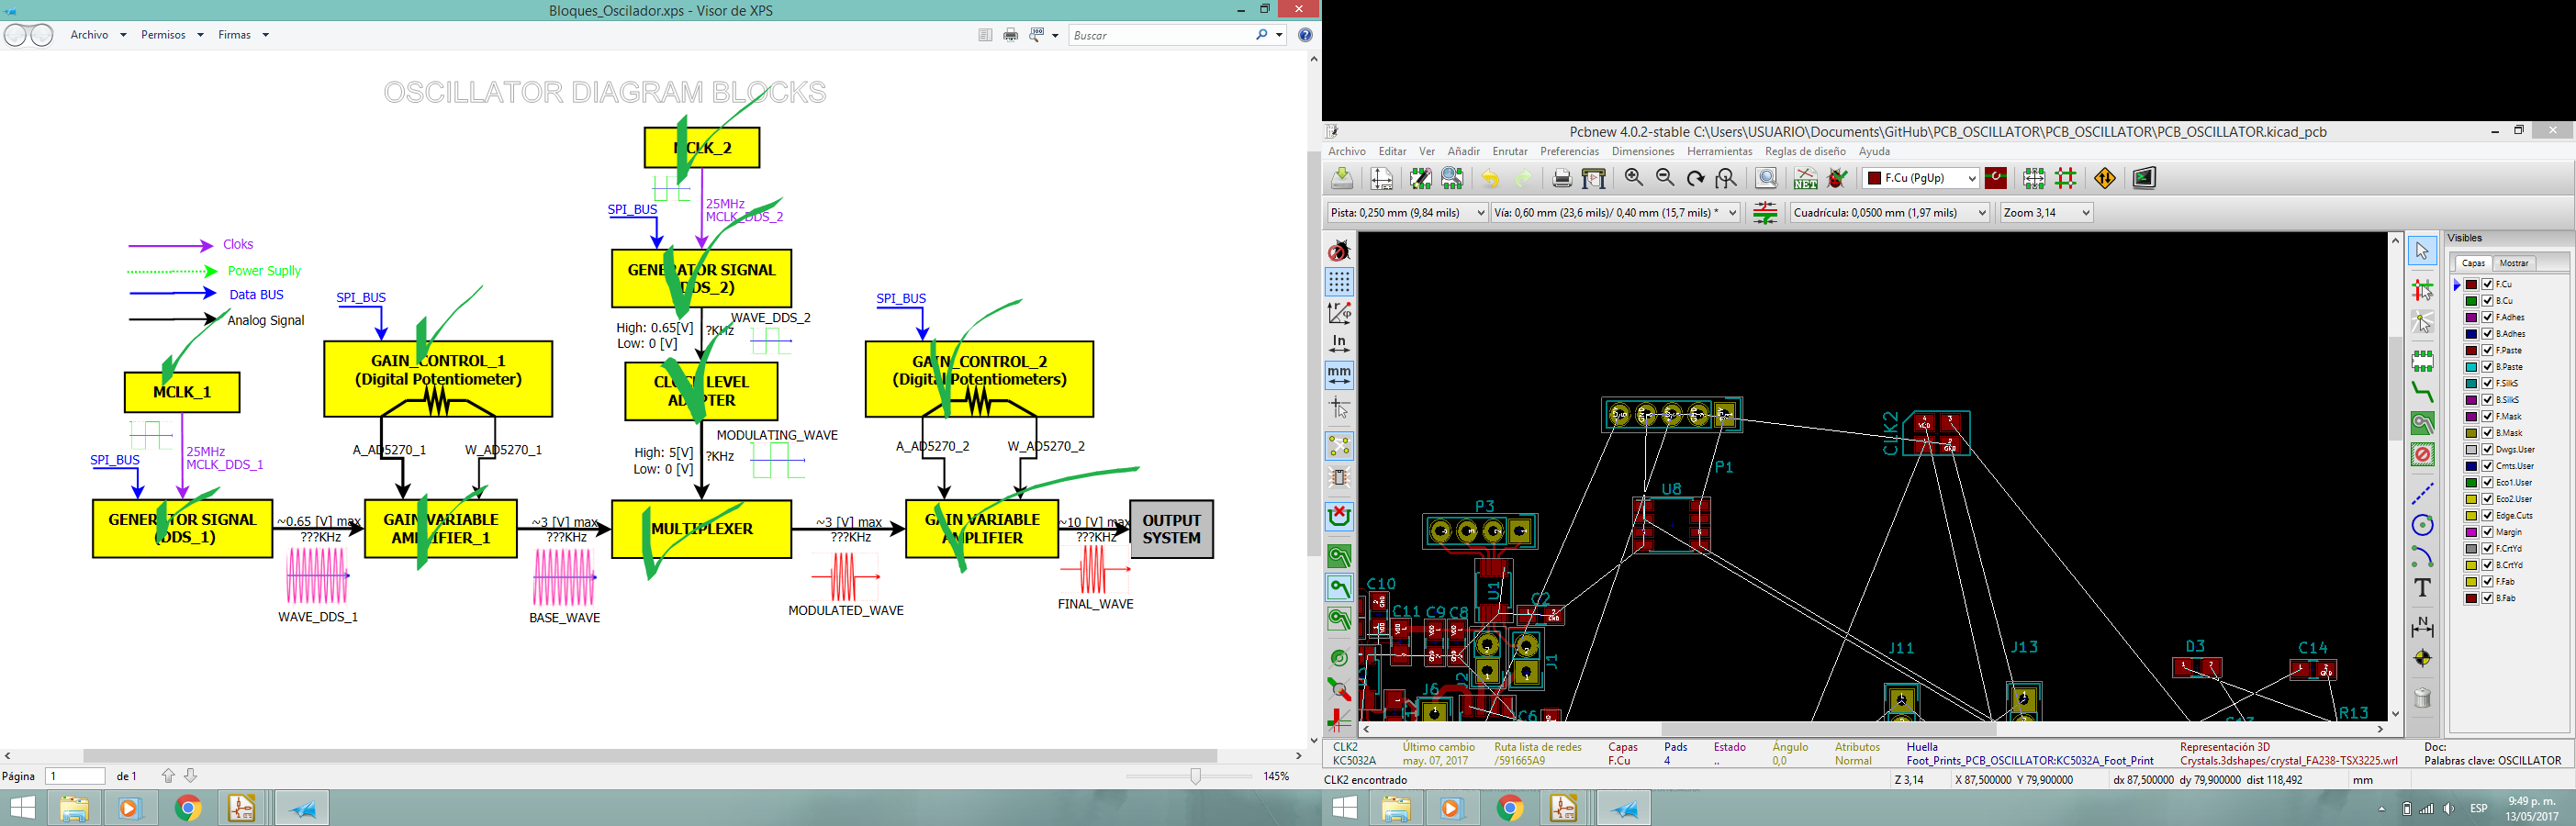 Bloques_Oscilador.xps - Visor de XPS
Archivo Permisos Firmas
Buscar
OSCILLATOR DIAGRAM BLOCKS
MCLK_2
25MHz
MCLK_DDS_2
SPI_BUS
Cloks
Power Suplly
Data BUS
Analog Signal
GENERATOR SIGNAL
(DDS_2)
SPI_BUS
SPI_BUS
High: 0.65[V]
Low: 0 [V]
?KHz
WAVE_DDS_2
GAIN_CONTROL_1
(Digital Potentiometer)
GAIN_CONTROL_2
(Digital Potentiometers)
MCLK_1
CLOCK LEVEL
ADAPTER
25MHz
MCLK_DDS_1
SPI_BUS
A_AD5270_1
W_AD5270_1
High: 5[V]
Low: 0 [V]
?KHz
MODULATING_WAVE
A_AD5270_2
W_AD5270_2
GENERATOR SIGNAL
(DDS_1)
~0.65 [V] max
???KHz
GAIN VARIABLE
AMPLIFIER_1
~3 [V] max
???KHz
MULTIPLEXER
~3 [V] max
???KHz
GAIN VARIABLE
AMPLIFIER
~10 [V] max
???KHz
OUTPUT
SYSTEM
WAVE_DDS_1
BASE_WAVE
MODULATED_WAVE
FINAL_WAVE
Página 1 de 1
145%
Pcbnew 4.0.2-stable C:\Users\USUARIO\Documents\GitHub\PCB_OSCILLATOR\PCB_OSCILLATOR\PCB_OSCILLATOR.kicad_pcb
Archivo Editar Ver Añadir Enrutar Preferencias Dimensiones Herramientas Reglas de diseño Ayuda
NET
F.Cu (PgUp)
Pista: 0,250 mm (9,84 mils)
Vía: 0,60 mm (23,6 mils)/ 0,40 mm (15,7 mils) *
Cuadrícula: 0,0500 mm (1,97 mils)
Zoom 3,14
In
mm
CLK2
P1
U8
P3
U1
C2
C10
C11
C9
C8
J2
J1
J6
C6
J11
J13
D3
C14
R13
Visibles
Capas Mostrar
F.Cu
B.Cu
F.Adhes
B.Adhes
F.Paste
B.Paste
F.SilkS
B.SilkS
F.Mask
B.Mask
Dwgs.User
Cmts.User
Eco1.User
Eco2.User
Edge.Cuts
Margin
F.CrtYd
B.CrtYd
F.Fab
B.Fab
CLK2 Último cambio Ruta lista de redes Capas Pads Estado Ángulo Atributos Huella Representación 3D Doc:
KC5032A may. 07, 2017 /591665A9 F.Cu 4 .. 0,0 Normal Foot_Prints_PCB_OSCILLATOR:KC5032A_Foot_Print Crystals.3dshapes/crystal_FA238-TSX3225.wrl Palabras clave: OSCILLATOR
CLK2 encontrado
Z 3,14 X 87,500000 Y 79,900000 dx 87,500000 dy 79,900000 dist 118,492 mm
ESP
9:49 p. m.
13/05/2017